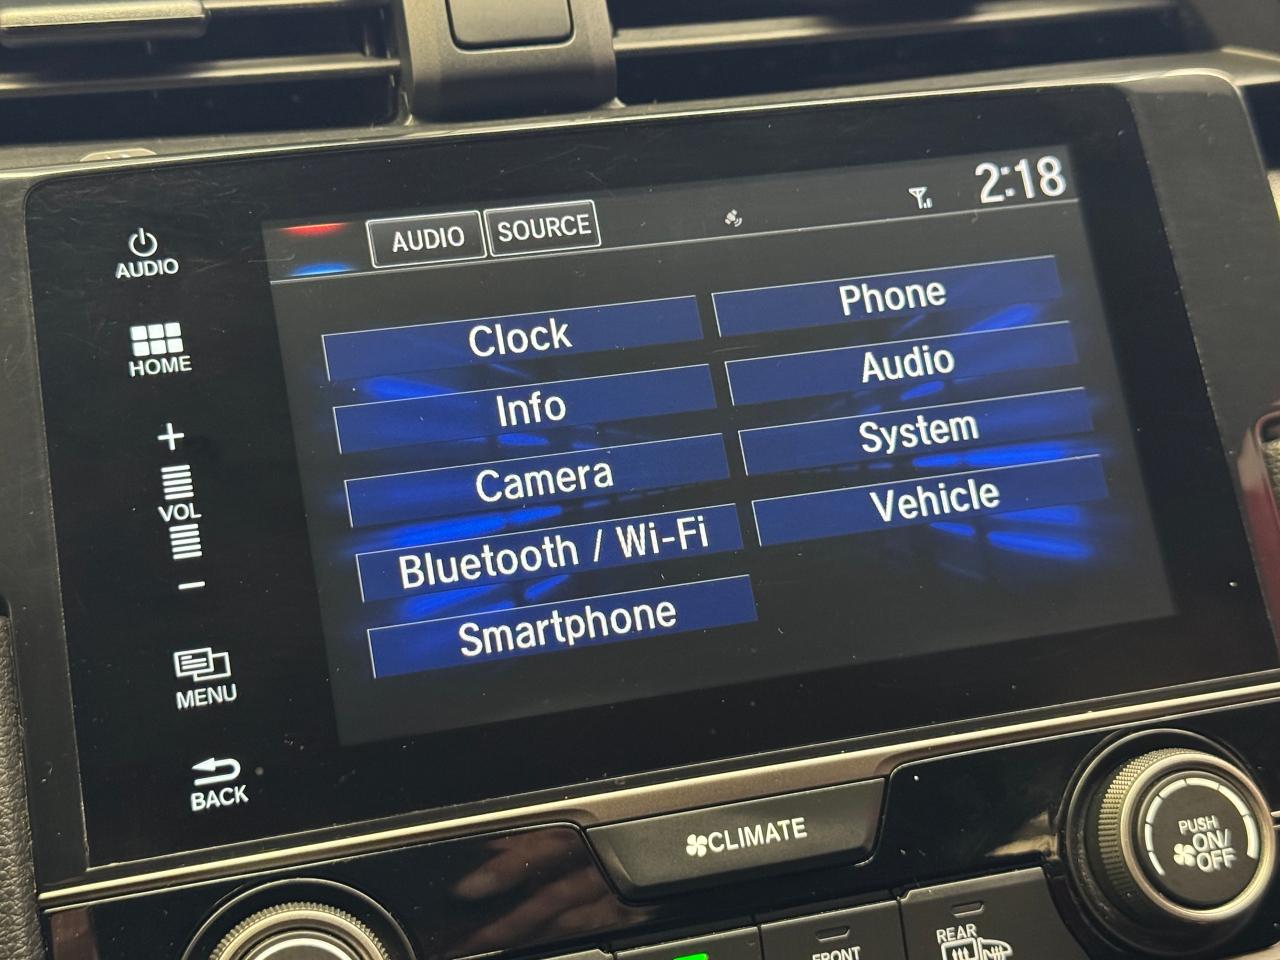 AUDIO
SOURCE
2:18
AUDIO
HOME
+
VOL
−
MENU
BACK
Clock
Phone
Info
Audio
Camera
System
Bluetooth / Wi-Fi
Vehicle
Smartphone
CLIMATE
PUSH
ON/
OFF
FRONT
REAR